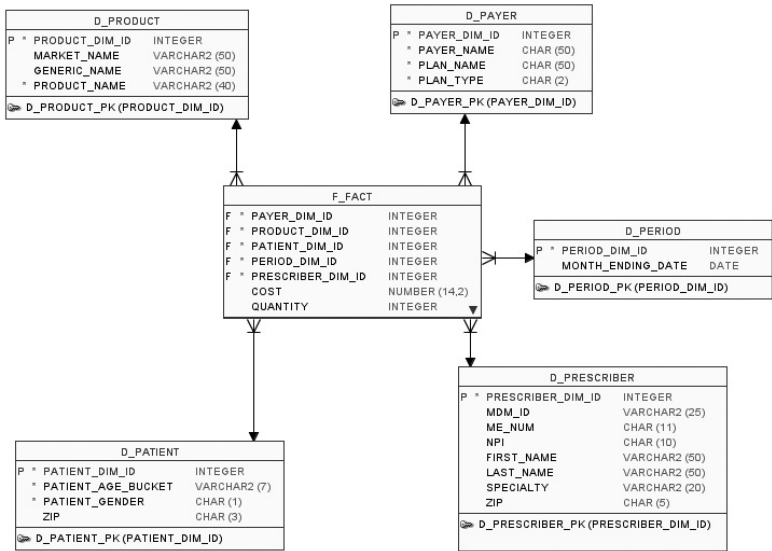 D_PRODUCT
P * PRODUCT_DIM_ID INTEGER
MARKET_NAME VARCHAR2 (50)
GENERIC_NAME VARCHAR2 (50)
* PRODUCT_NAME VARCHAR2 (40)
D_PRODUCT_PK (PRODUCT_DIM_ID)
D_PAYER
P * PAYER_DIM_ID INTEGER
* PAYER_NAME CHAR (50)
* PLAN_NAME CHAR (50)
* PLAN_TYPE CHAR (2)
D_PAYER_PK (PAYER_DIM_ID)
F_FACT
F * PAYER_DIM_ID INTEGER
F * PRODUCT_DIM_ID INTEGER
F * PATIENT_DIM_ID INTEGER
F * PERIOD_DIM_ID INTEGER
F * PRESCRIBER_DIM_ID INTEGER
COST NUMBER (14,2)
QUANTITY INTEGER
D_PERIOD
P * PERIOD_DIM_ID INTEGER
MONTH_ENDING_DATE DATE
D_PERIOD_PK (PERIOD_DIM_ID)
D_PATIENT
P * PATIENT_DIM_ID INTEGER
* PATIENT_AGE_BUCKET VARCHAR2 (7)
* PATIENT_GENDER CHAR (1)
ZIP CHAR (3)
D_PATIENT_PK (PATIENT_DIM_ID)
D_PRESCRIBER
P * PRESCRIBER_DIM_ID INTEGER
MDM_ID VARCHAR2 (25)
ME_NUM CHAR (11)
NPI CHAR (10)
FIRST_NAME VARCHAR2 (50)
LAST_NAME VARCHAR2 (50)
SPECIALTY VARCHAR2 (20)
ZIP CHAR (5)
D_PRESCRIBER_PK (PRESCRIBER_DIM_ID)